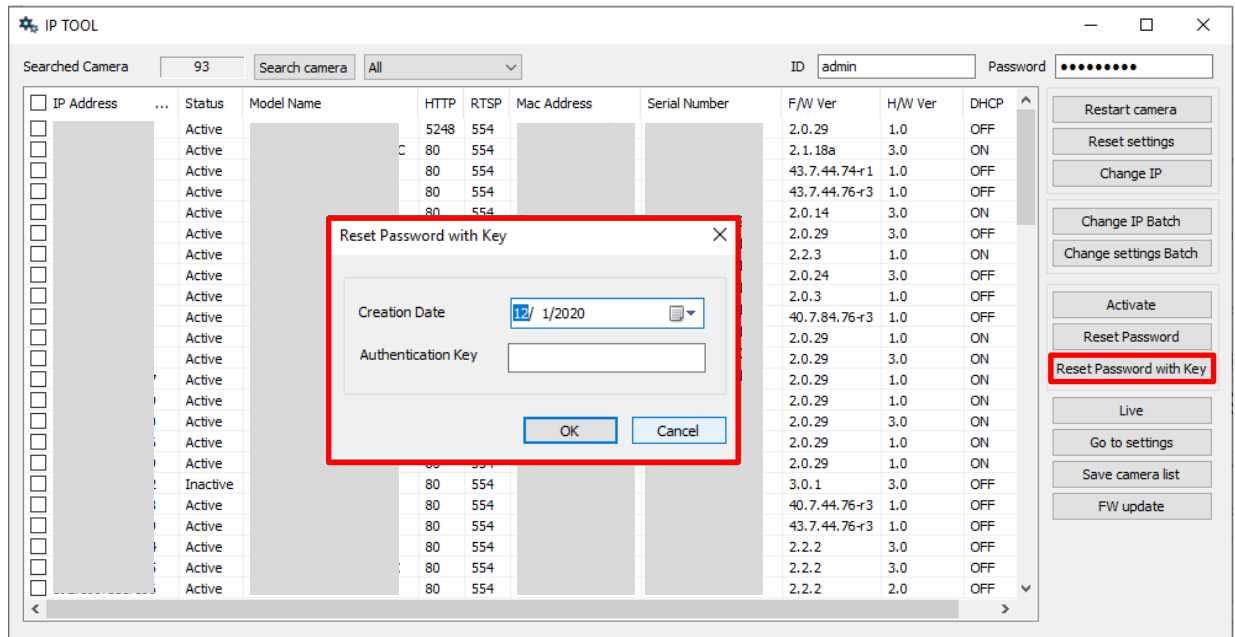 IP TOOL
Searched Camera 93 Search camera All ID admin Password •••••••••
IP Address ... Status Model Name HTTP RTSP Mac Address Serial Number F/W Ver H/W Ver DHCP
Active 5248 554 2.0.29 1.0 OFF
Active C 80 554 2.1.18a 3.0 ON
Active 80 554 43.7.44.74-r1 1.0 OFF
Active 80 554 43.7.44.76-r3 1.0 OFF
Active 80 554 2.0.14 3.0 ON
Active 2.0.29 3.0 OFF
Active 2.2.3 1.0 ON
Active 2.0.24 3.0 OFF
Active 2.0.3 1.0 OFF
Active 40.7.84.76-r3 1.0 OFF
Active 2.0.29 1.0 ON
Active 2.0.29 3.0 ON
Active 2.0.29 1.0 ON
Active 2.0.29 1.0 ON
Active 2.0.29 3.0 ON
Active 2.0.29 1.0 ON
Active 80 554 2.0.29 1.0 ON
Inactive 80 554 3.0.1 3.0 OFF
Active 80 554 40.7.44.76-r3 1.0 OFF
Active 80 554 43.7.44.76-r3 1.0 OFF
Active 80 554 2.2.2 3.0 OFF
Active 80 554 2.2.2 3.0 OFF
Active 80 554 2.2.2 2.0 OFF
Reset Password with Key
Creation Date 12/ 1/2020
Authentication Key
OK Cancel
Restart camera
Reset settings
Change IP
Change IP Batch
Change settings Batch
Activate
Reset Password
Reset Password with Key
Live
Go to settings
Save camera list
FW update